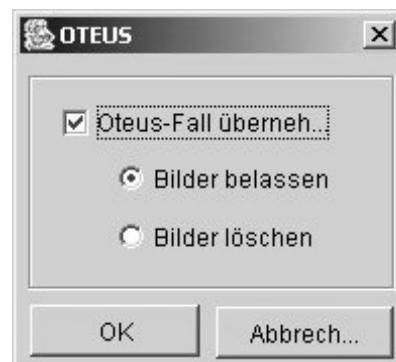 OTEUS
Oteus-Fall überneh...
Bilder belassen
Bilder löschen
OK Abbrech...